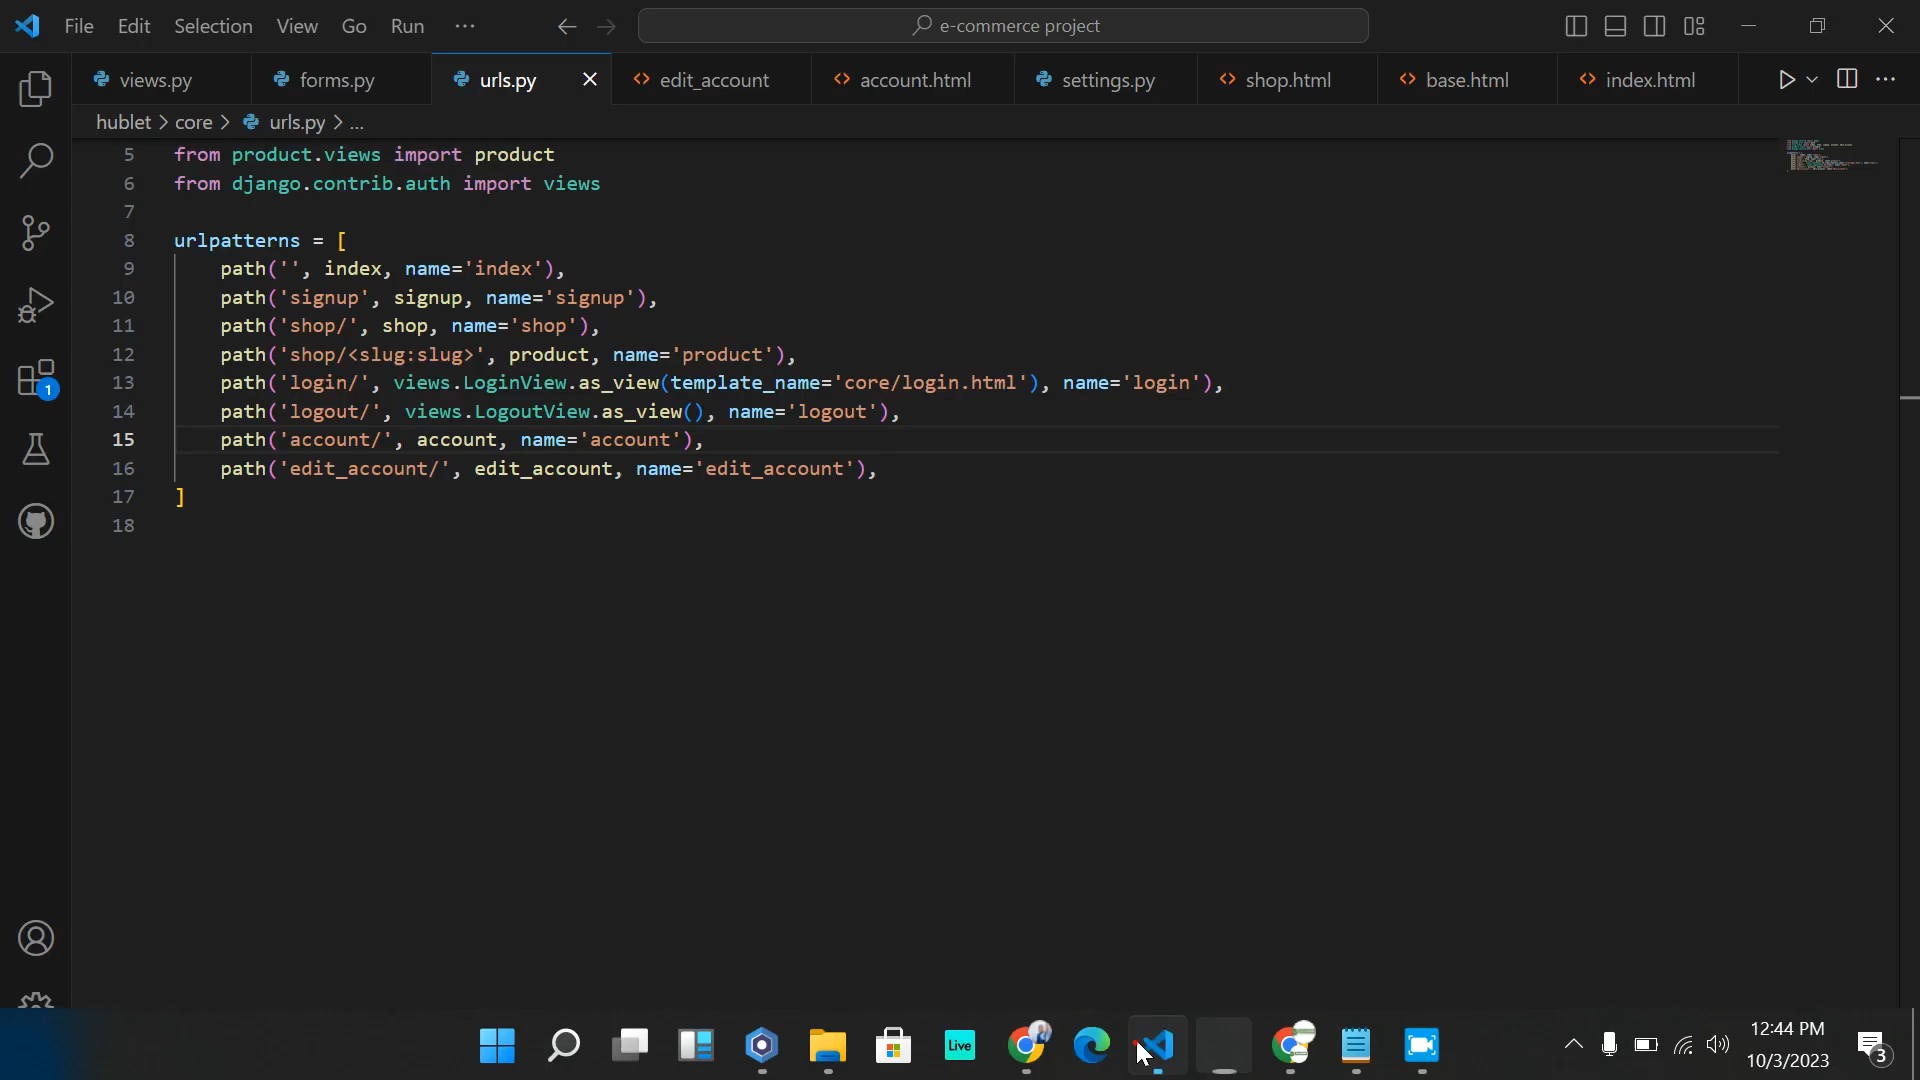 File Edit Selection View Go Run ···
e-commerce project
views.py forms.py urls.py edit_account account.html settings.py shop.html base.html index.html
hublet > core > urls.py > ...
5 from product.views import product
6 from django.contrib.auth import views
7
8 urlpatterns = [
9 path('', index, name='index'),
10 path('signup', signup, name='signup'),
11 path('shop/', shop, name='shop'),
12 path('shop/<slug:slug>', product, name='product'),
13 path('login/', views.LoginView.as_view(template_name='core/login.html'), name='login'),
14 path('logout/', views.LogoutView.as_view(), name='logout'),
15 path('account/', account, name='account'),
16 path('edit_account/', edit_account, name='edit_account'),
17 ]
18
1
Live
12:44 PM
10/3/2023
3